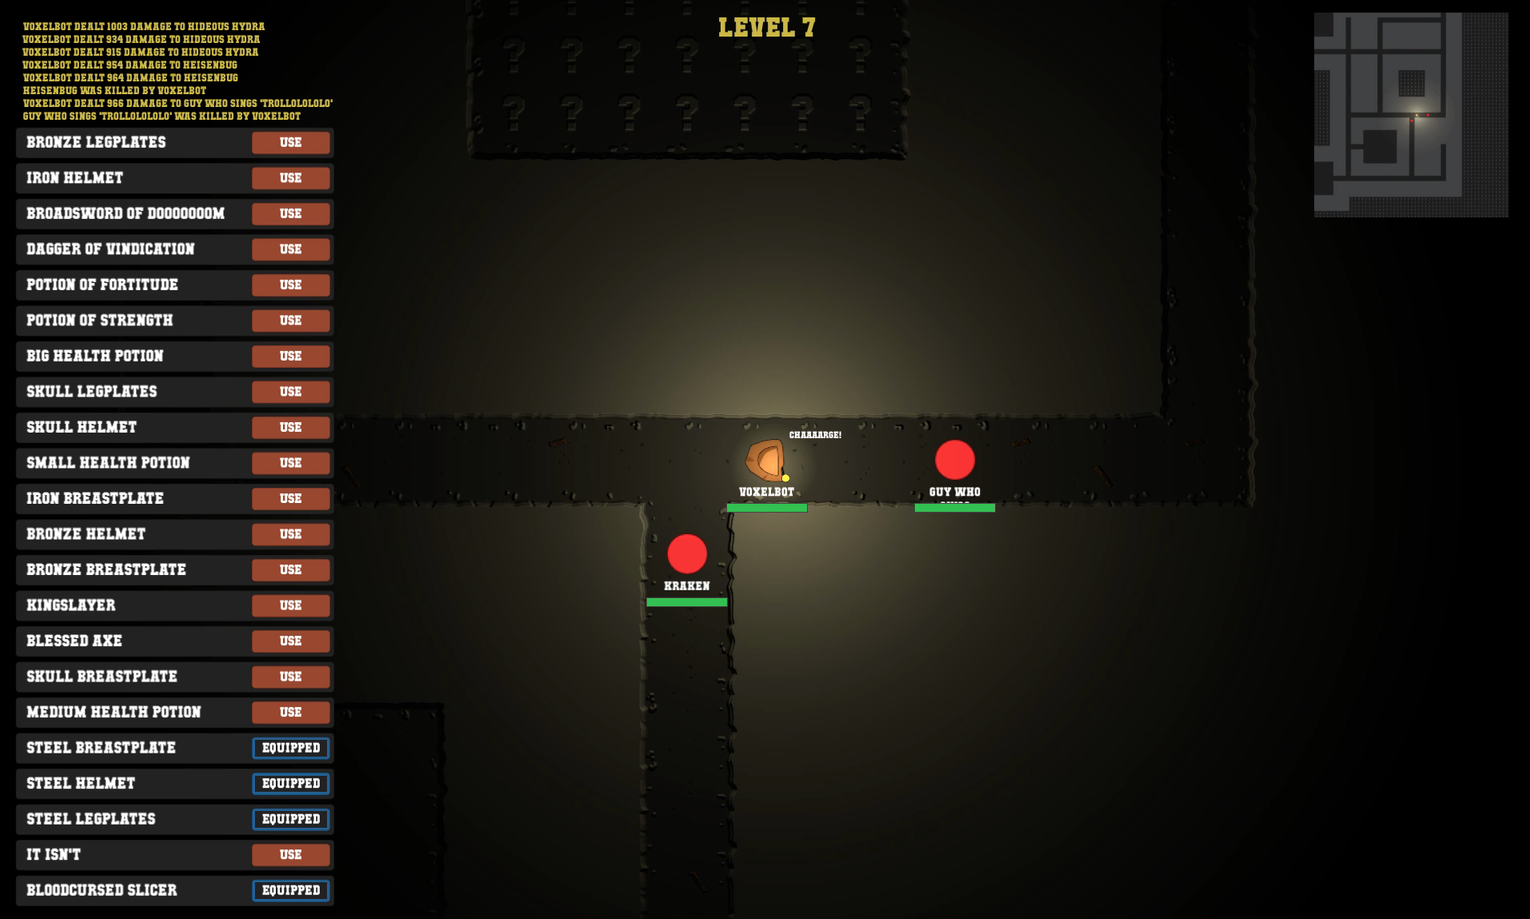 LEVEL 7
VOXELBOT DEALT 1003 DAMAGE TO HIDEOUS HYDRA
VOXELBOT DEALT 934 DAMAGE TO HIDEOUS HYDRA
VOXELBOT DEALT 915 DAMAGE TO HIDEOUS HYDRA
VOXELBOT DEALT 954 DAMAGE TO HEISENBUG
VOXELBOT DEALT 964 DAMAGE TO HEISENBUG
HEISENBUG WAS KILLED BY VOXELBOT
VOXELBOT DEALT 966 DAMAGE TO GUY WHO SINGS 'TROLLOLOLOLO'
GUY WHO SINGS 'TROLLOLOLOLO' WAS KILLED BY VOXELBOT
BRONZE LEGPLATES USE
IRON HELMET USE
BROADSWORD OF DOOOOOOOM USE
DAGGER OF VINDICATION USE
POTION OF FORTITUDE USE
POTION OF STRENGTH USE
BIG HEALTH POTION USE
SKULL LEGPLATES USE
SKULL HELMET USE
SMALL HEALTH POTION USE
IRON BREASTPLATE USE
BRONZE HELMET USE
BRONZE BREASTPLATE USE
KINGSLAYER USE
BLESSED AXE USE
SKULL BREASTPLATE USE
MEDIUM HEALTH POTION USE
STEEL BREASTPLATE EQUIPPED
STEEL HELMET EQUIPPED
STEEL LEGPLATES EQUIPPED
IT ISN'T USE
BLOODCURSED SLICER EQUIPPED
? ? ? ? ? ? ?
? ? ? ? ? ? ?
CHAAAARGE!
VOXELBOT
GUY WHO
KRAKEN